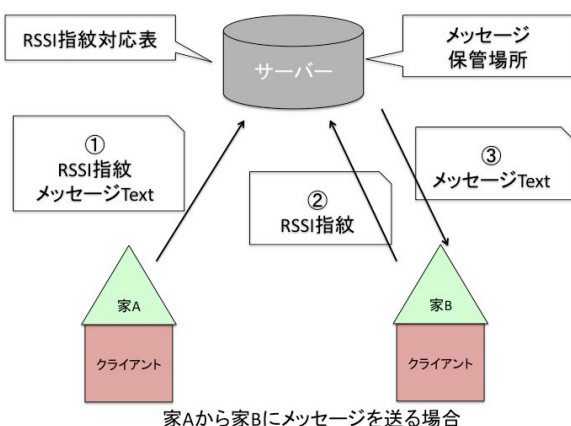 RSSI指紋対応表
サーバー
メッセージ
保管場所
①
RSSI指紋
メッセージText
②
RSSI指紋
③
メッセージText
家A
クライアント
家B
クライアント
家Aから家Bにメッセージを送る場合